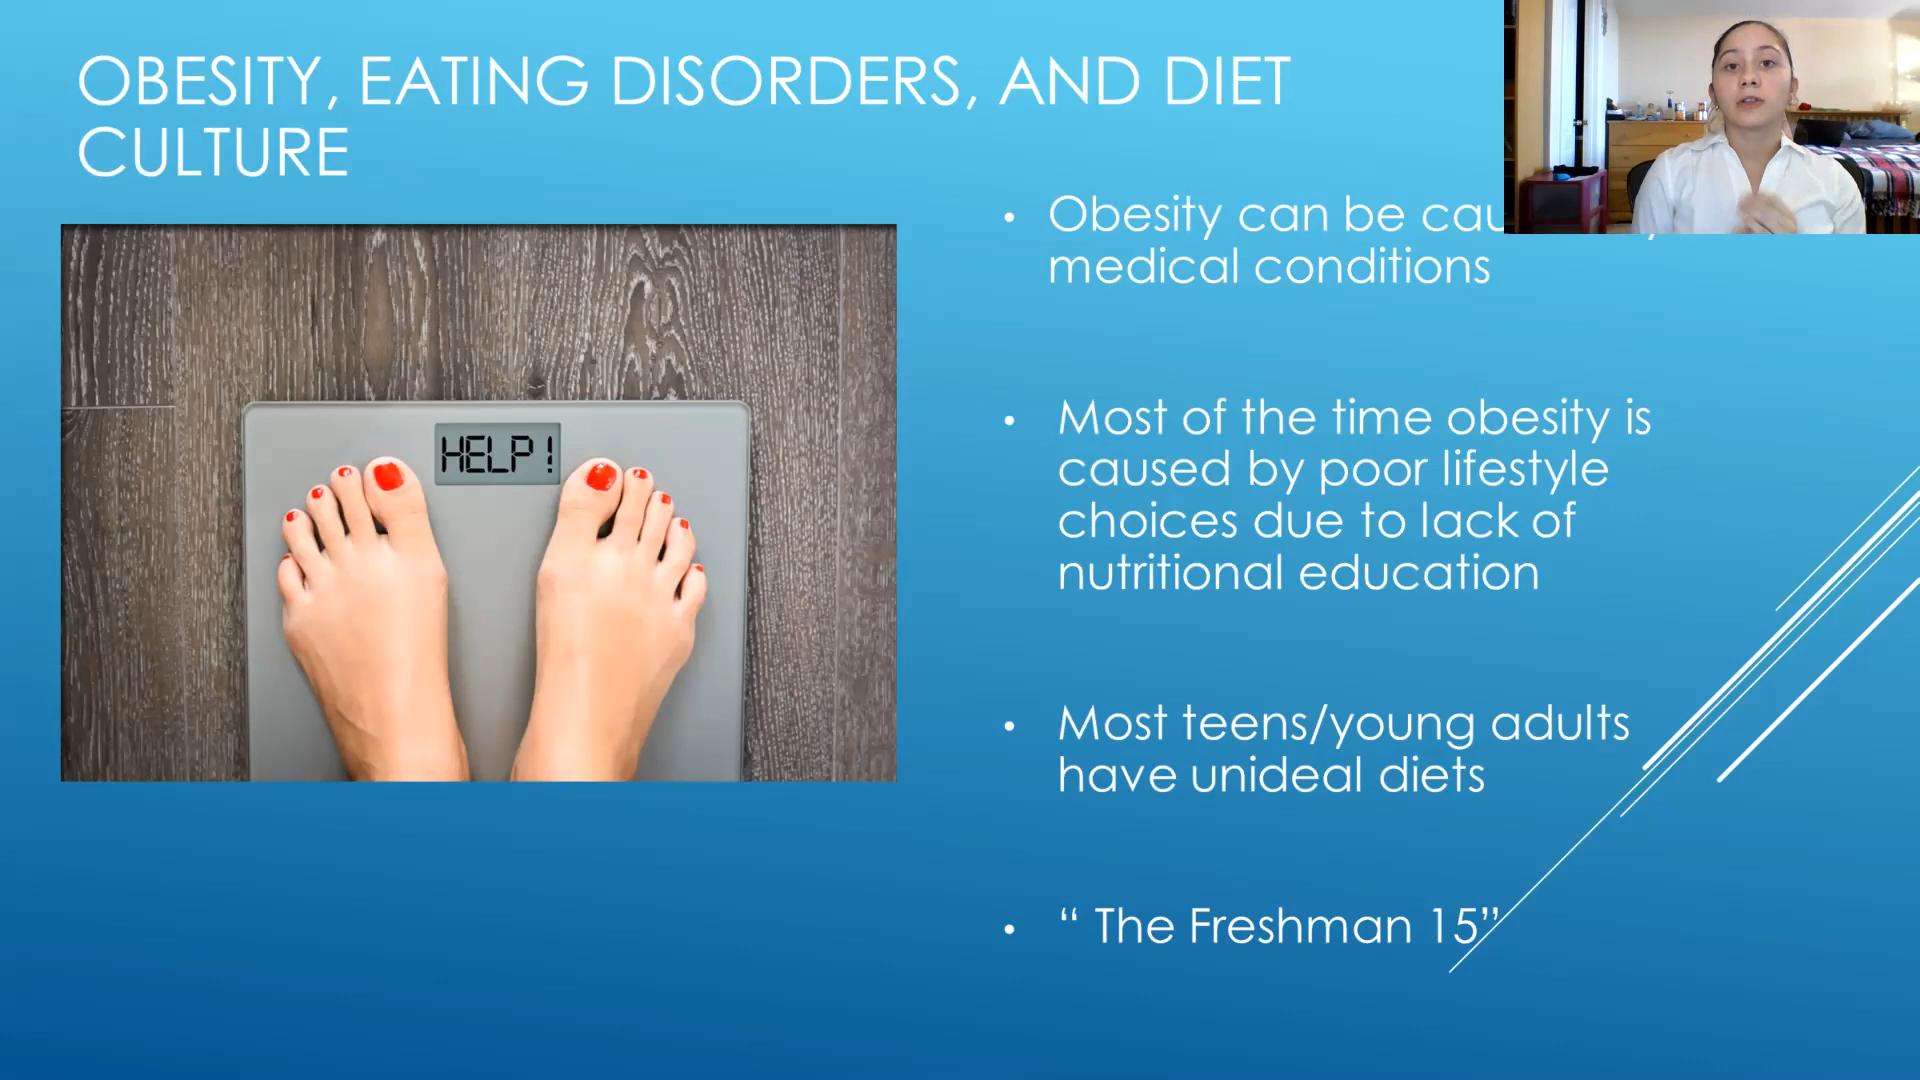 OBESITY, EATING DISORDERS, AND DIET
CULTURE
• Obesity can be
medical conditions
HELP!
• Most of the time obesity is
caused by poor lifestyle
choices due to lack of
nutritional education
• Most teens/young adults
have unideal diets
• “ The Freshman 15”